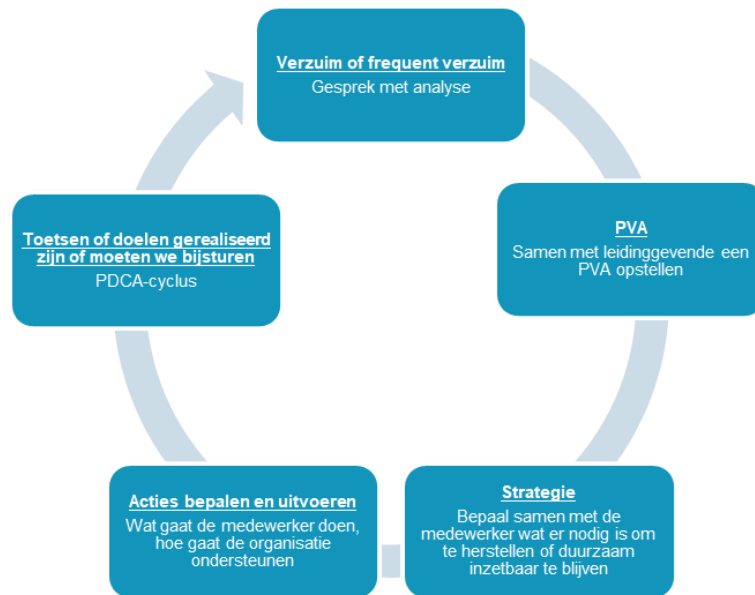 Verzuim of frequent verzuim
Gesprek met analyse
PVA
Samen met leidinggevende een
PVA opstellen
Strategie
Bepaal samen met de
medewerker wat er nodig is om
te herstellen of duurzaam
inzetbaar te blijven
Acties bepalen en uitvoeren
Wat gaat de medewerker doen,
hoe gaat de organisatie
ondersteunen
Toetsen of doelen gerealiseerd
zijn of moeten we bijsturen
PDCA-cyclus